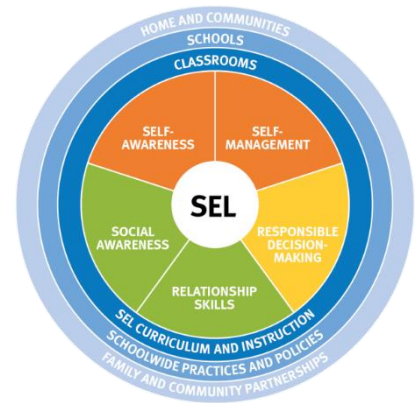 HOME AND COMMUNITIES
SCHOOLS
CLASSROOMS
SELF-
AWARENESS
SELF-
MANAGEMENT
SEL
SOCIAL
AWARENESS
RESPONSIBLE
DECISION-
MAKING
RELATIONSHIP
SKILLS
SEL CURRICULUM AND INSTRUCTION
SCHOOLWIDE PRACTICES AND POLICIES
FAMILY AND COMMUNITY PARTNERSHIPS